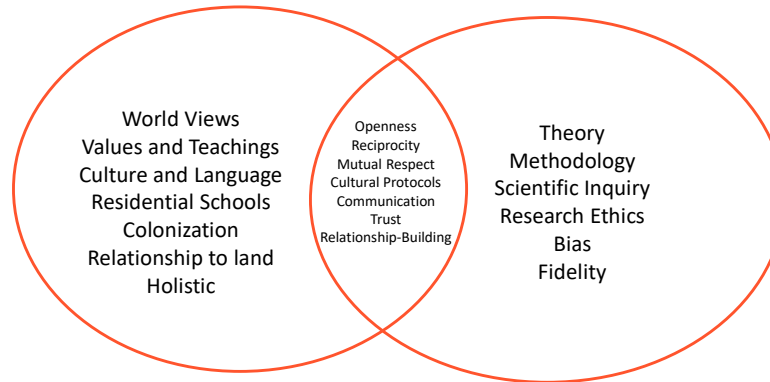 World Views
Values and Teachings
Culture and Language
Residential Schools
Colonization
Relationship to land
Holistic
Openness
Reciprocity
Mutual Respect
Cultural Protocols
Communication
Trust
Relationship-Building
Theory
Methodology
Scientific Inquiry
Research Ethics
Bias
Fidelity